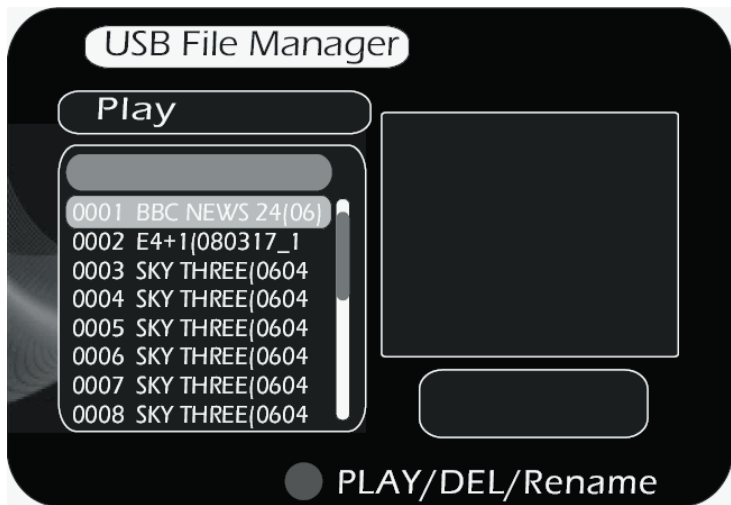 USB File Manager
Play
0001 BBC NEWS 24(06)
0002 E4+1(080317_1
0003 SKY THREE(0604
0004 SKY THREE(0604
0005 SKY THREE(0604
0006 SKY THREE(0604
0007 SKY THREE(0604
0008 SKY THREE(0604
PLAY/DEL/Rename